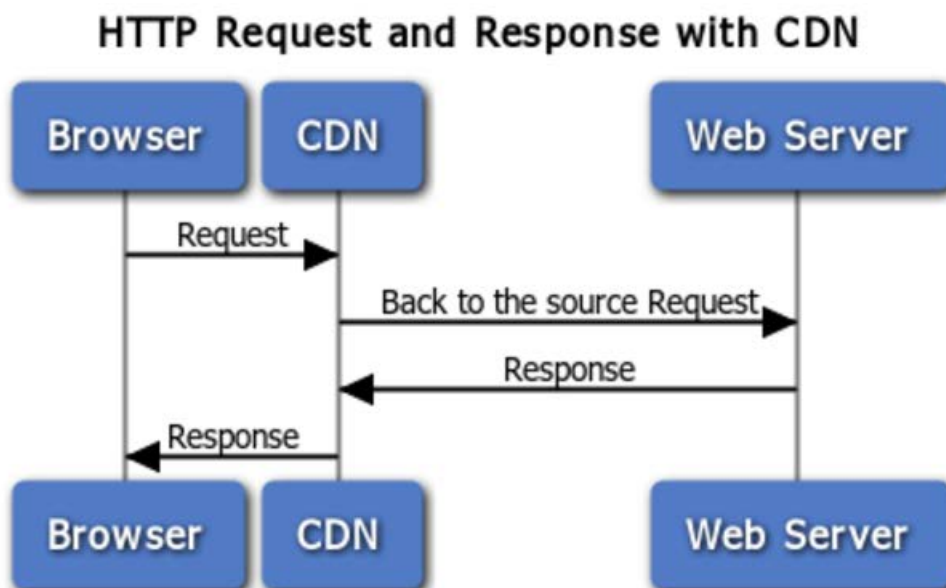 HTTP Request and Response with CDN
Browser CDN Web Server
Request
Back to the source Request
Response
Response
Browser CDN Web Server